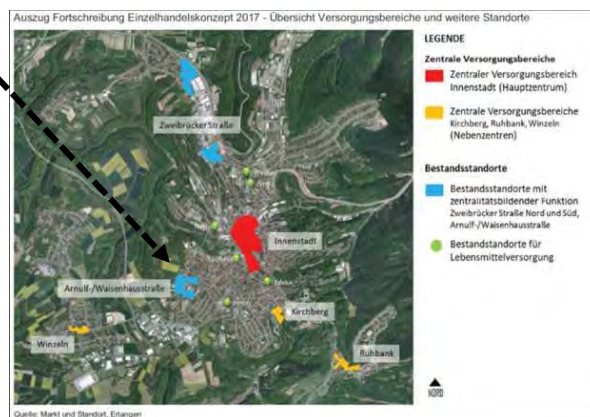 Auszug Fortschreibung Einzelhandelskonzept 2017 - Übersicht Versorgungsbereiche und weitere Standorte
Zweibrücker Straße
Innenstadt
Arnulf-/Waisenhausstraße
Kirchberg
Winzeln
Ruhbank
LEGENDE
Zentrale Versorgungsbereiche
Zentraler Versorgungsbereich
Innenstadt (Hauptzentrum)
Zentrale Versorgungsbereiche
Kirchberg, Ruhbank, Winzeln
(Nebenzentren)
Bestandsstandorte
Bestandsstandorte mit
zentralitätsbildender Funktion
Zweibrücker Straße Nord und Süd,
Arnulf-/Waisenhausstraße
Bestandstandorte für
Lebensmittelversorgung
NORD
Quelle: Markt und Standort, Erlangen